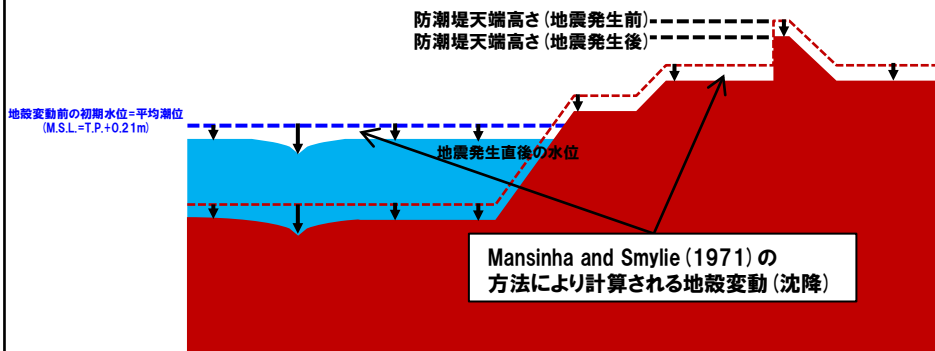 防潮堤天端高さ(地震発生前)
防潮堤天端高さ(地震発生後)
地殻変動前の初期水位=平均潮位
(M.S.L.=T.P.+0.21m)
地震発生直後の水位
Mansinha and Smylie(1971)の
方法により計算される地殻変動(沈降)